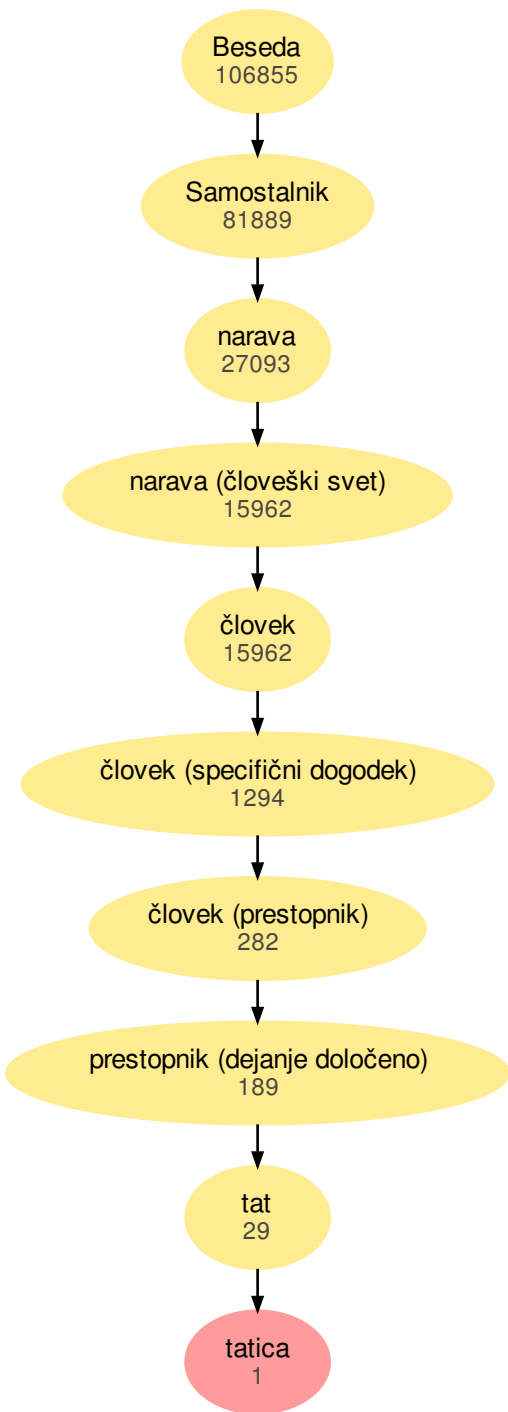 Beseda
106855
Samostalnik
81889
narava
27093
narava (človeški svet)
15962
človek
15962
človek (specifični dogodek)
1294
človek (prestopnik)
282
prestopnik (dejanje določeno)
189
tat
29
tatica
1